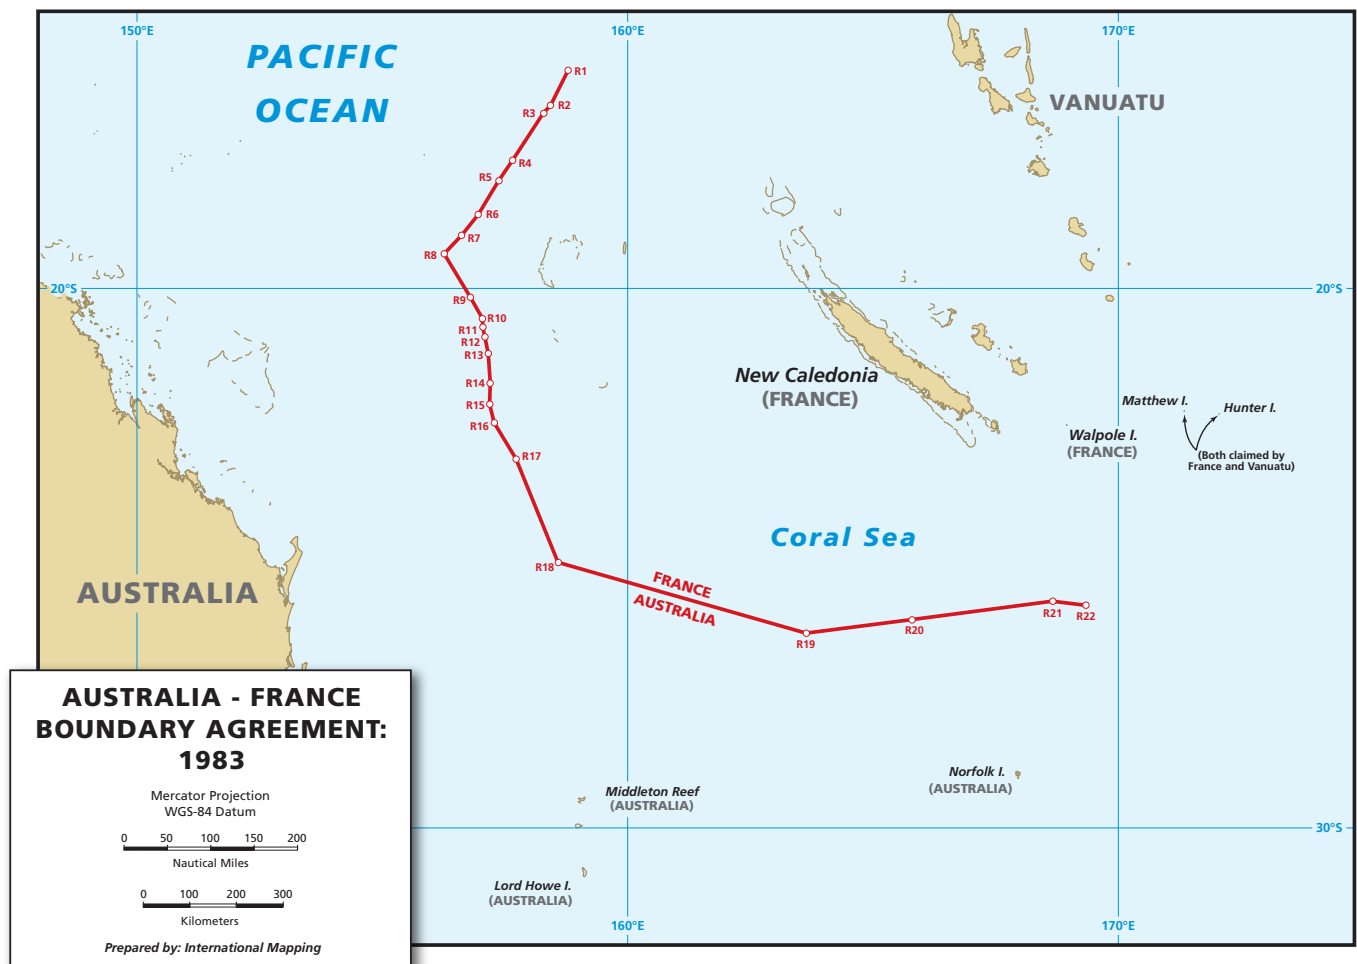 150°E
160°E
170°E
PACIFIC
OCEAN
VANUATU
R1
R2
R3
R4
R5
R6
R7
R8
20°S
20°S
R9
R10
R11
R12
R13
R14
R15
R16
R17
R18
New Caledonia
(FRANCE)
Matthew I.
Hunter I.
Walpole I.
(FRANCE)
(Both claimed by
France and Vanuatu)
Coral Sea
AUSTRALIA
FRANCE
AUSTRALIA
R19
R20
R21
R22
AUSTRALIA - FRANCE
BOUNDARY AGREEMENT:
1983
Mercator Projection
WGS-84 Datum
0 50 100 150 200
Nautical Miles
0 100 200 300
Kilometers
Prepared by: International Mapping
Norfolk I.
(AUSTRALIA)
Middleton Reef
(AUSTRALIA)
30°S
Lord Howe I.
(AUSTRALIA)
160°E
170°E